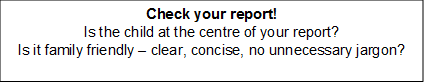 Check your report!
Is the child at the centre of your report?
Is it family friendly – clear, concise, no unnecessary jargon?